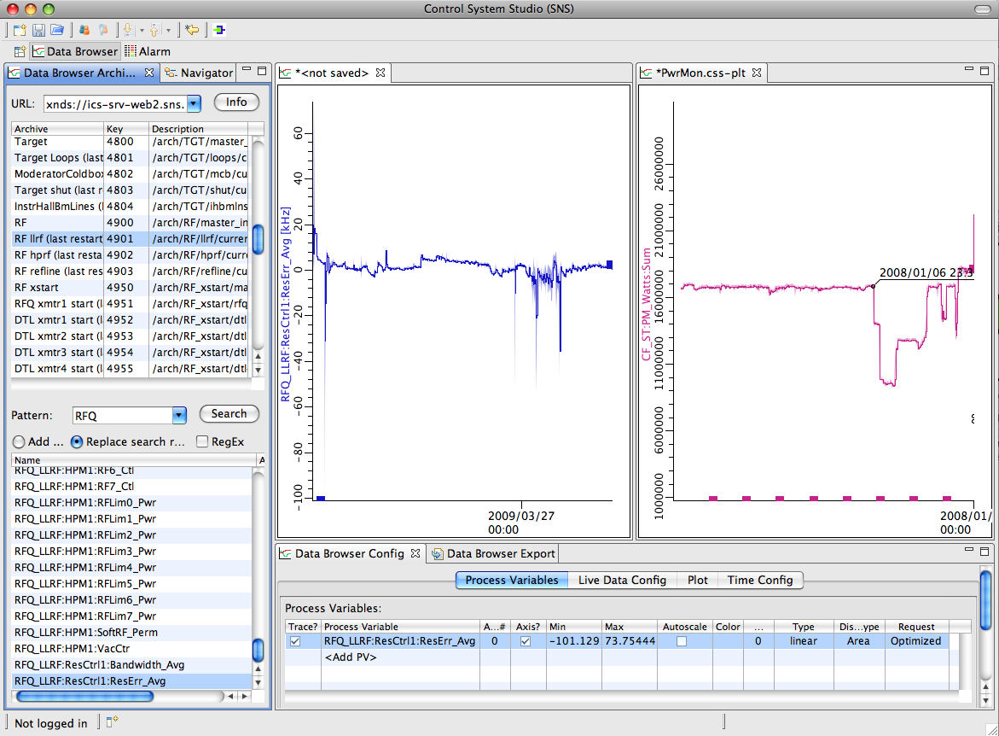 Control System Studio (SNS)
Data Browser Alarm
Data Browser Archi... Navigator
URL: xnds://ics-srv-web2.sns. Info
Archive Key Description
Target 4800 /arch/TGT/master_
Target Loops (last 4801 /arch/TGT/loops/c
ModeratorColdbox 4802 /arch/TGT/mcb/cu
Target shut (last r 4803 /arch/TGT/shut/cu
InstrHallBmLines (l 4804 /arch/TGT/ihbmlns
RF 4900 /arch/RF/master_in
RF llrf (last restart 4901 /arch/RF/llrf/currer
RF hprf (last resta 4902 /arch/RF/hprf/curr
RF refline (last res 4903 /arch/RF/refline/cu
RF xstart 4950 /arch/RF_xstart/ma
RFQ xmtr1 start (l 4951 /arch/RF_xstart/rfq
DTL xmtr1 start (l 4952 /arch/RF_xstart/dtl
DTL xmtr2 start (l 4953 /arch/RF_xstart/dtl
DTL xmtr3 start (l 4954 /arch/RF_xstart/dtl
DTL xmtr4 start (l 4955 /arch/RF_xstart/dtl
Pattern: RFQ Search
Add ... Replace search r... RegEx
Name A
RFQ_LLRF:HPM1:RF6_Ctl
RFQ_LLRF:HPM1:RF7_Ctl
RFQ_LLRF:HPM1:RFLim0_Pwr
RFQ_LLRF:HPM1:RFLim1_Pwr
RFQ_LLRF:HPM1:RFLim2_Pwr
RFQ_LLRF:HPM1:RFLim3_Pwr
RFQ_LLRF:HPM1:RFLim4_Pwr
RFQ_LLRF:HPM1:RFLim5_Pwr
RFQ_LLRF:HPM1:RFLim6_Pwr
RFQ_LLRF:HPM1:RFLim7_Pwr
RFQ_LLRF:HPM1:SoftRF_Perm
RFQ_LLRF:HPM1:VacCtr
RFQ_LLRF:ResCtrl1:Bandwidth_Avg
RFQ_LLRF:ResCtrl1:ResErr_Avg
*<not saved>
RFQ_LLRF:ResCtrl1:ResErr_Avg [kHz]
60
40
20
0
-20
-40
-60
-80
-100
2009/03/27
00:00
*PwrMon.css-plt
CF_ST:PM_Watts:Sum
26000000
21000000
16000000
11000000
6000000
1000000
2008/01/06 23:3
2008/01/
00:00
Data Browser Config Data Browser Export
Process Variables Live Data Config Plot Time Config
Process Variables:
Trace? Process Variable A...# Axis? Min Max Autoscale Color ... Type Dis...ype Request
RFQ_LLRF:ResCtrl1:ResErr_Avg 0 -101.129 73.75444 0 linear Area Optimized
<Add PV>
Not logged in